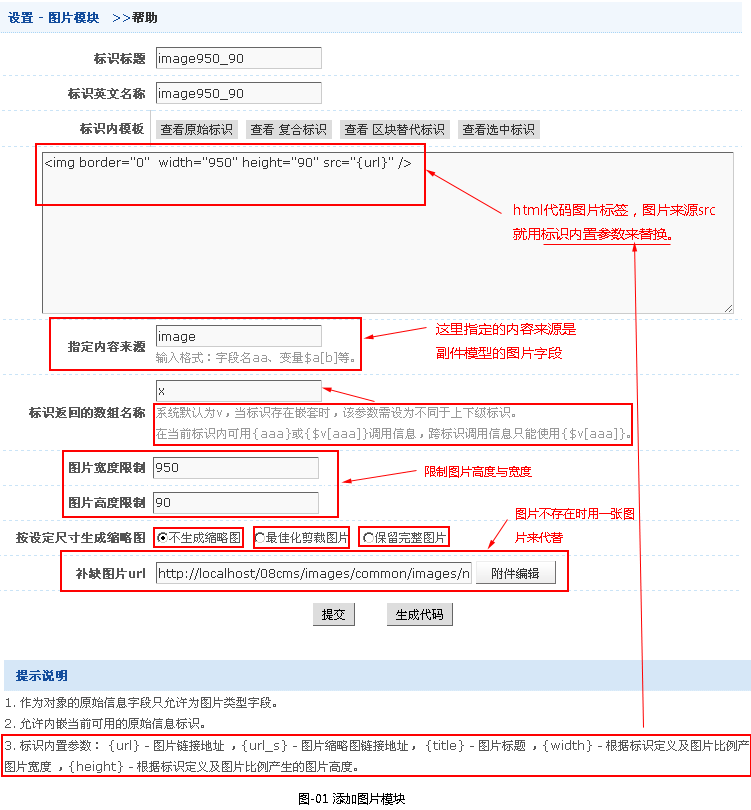 设置 - 图片模块 >>帮助
标识标题 image950_90
标识英文名称 image950_90
标识内模板 查看原始标识 查看 复合标识 查看 区块替代标识 查看选中标识
<img border="0" width="950" height="90" src="{url}" />
html代码图片标签，图片来源src
就用标识内置参数来替换。
指定内容来源 image
输入格式：字段名aa、变量$a[b]等。
这里指定的内容来源是
副件模型的图片字段
标识返回的数组名称 x
系统默认为v，当标识存在嵌套时，该参数需设为不同于上下级标识。
在当前标识内可用{aaa}或{$v[aaa]}调用信息，跨标识调用信息只能使用{$v[aaa]}。
图片宽度限制 950
图片高度限制 90
限制图片高度与宽度
按设定尺寸生成缩略图 不生成缩略图 最佳化剪裁图片 保留完整图片
图片不存在时用一张图
片来代替
补缺图片url http://localhost/08cms/images/common/images/n 附件编辑
提交 生成代码
提示说明
1. 作为对象的原始信息字段只允许为图片类型字段。
2. 允许内嵌当前可用的原始信息标识。
3. 标识内置参数： {url} - 图片链接地址 ，{url_s} - 图片缩略图链接地址， {title} - 图片标题 ，{width} - 根据标识定义及图片比例产
图片宽度 ，{height} - 根据标识定义及图片比例产生的图片高度。
图-01 添加图片模块